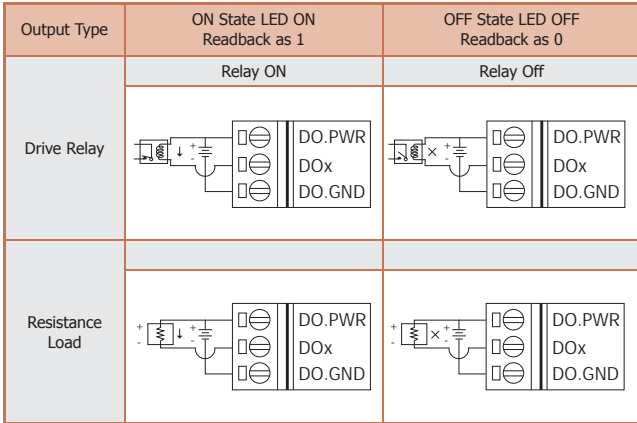 Output Type
ON State LED ON
Readback as 1
OFF State LED OFF
Readback as 0
Drive Relay
Relay ON
Relay Off
+
-
DO.PWR
DOx
DO.GND
+
-
DO.PWR
DOx
DO.GND
Resistance
Load
+
-
+
-
DO.PWR
DOx
DO.GND
+
-
+
-
DO.PWR
DOx
DO.GND